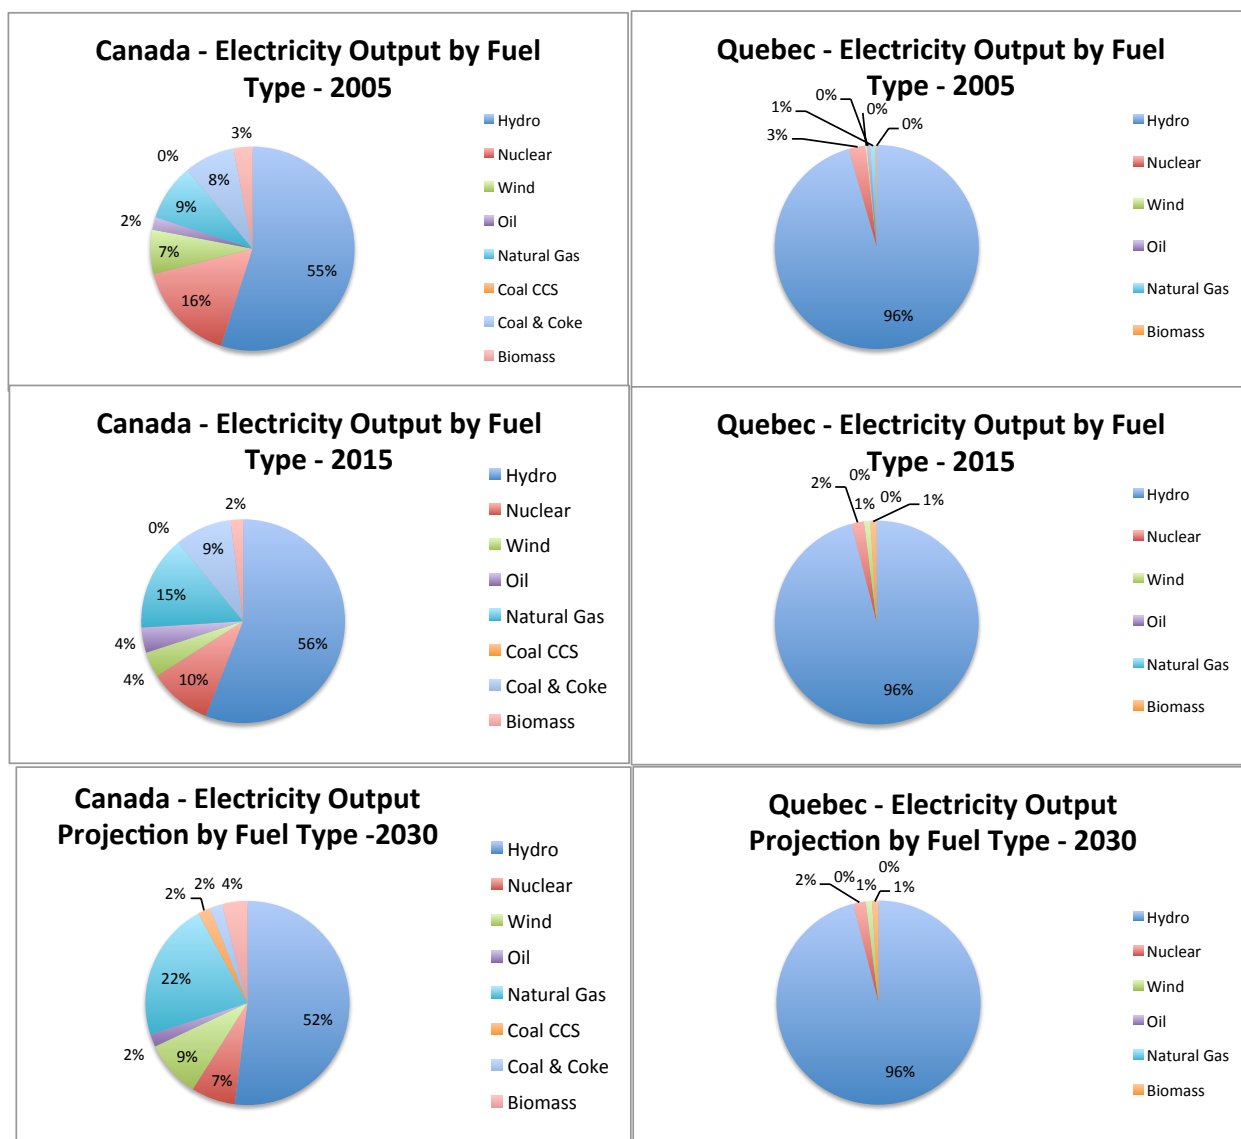 Canada - Electricity Output by Fuel
Type - 2005
3%
0%
8%
9%
2%
7%
55%
16%
Hydro
Nuclear
Wind
Oil
Natural Gas
Coal CCS
Coal & Coke
Biomass
Quebec - Electricity Output by Fuel
Type - 2005
0%
1%
0%
0%
3%
96%
Hydro
Nuclear
Wind
Oil
Natural Gas
Biomass
Canada - Electricity Output by Fuel
Type - 2015
2%
0%
9%
15%
4%
56%
4%
10%
Hydro
Nuclear
Wind
Oil
Natural Gas
Coal CCS
Coal & Coke
Biomass
Quebec - Electricity Output by Fuel
Type - 2015
0%
2%
1%
0%
1%
96%
Hydro
Nuclear
Wind
Oil
Natural Gas
Biomass
Canada - Electricity Output
Projection by Fuel Type -2030
2%
2%
4%
22%
52%
2%
9%
7%
Hydro
Nuclear
Wind
Oil
Natural Gas
Coal CCS
Coal & Coke
Biomass
Quebec - Electricity Output
Projection by Fuel Type - 2030
0%
2%
0%
1%
1%
96%
Hydro
Nuclear
Wind
Oil
Natural Gas
Biomass